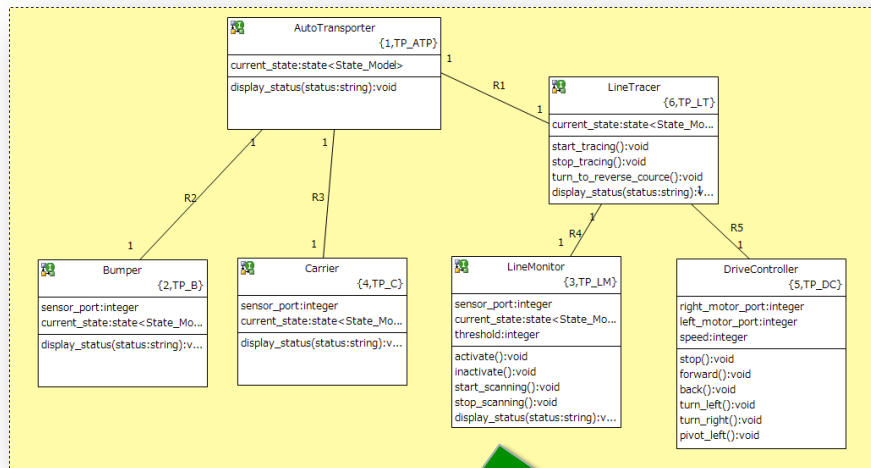 AutoTransporter
{1,TP_ATP}
current_state:state<State_Model>
display_status(status:string):void
1
R1
1
LineTracer
{6,TP_LT}
current_state:state<State_Mo...
start_tracing():void
stop_tracing():void
turn_to_reverse_cource():void
display_status(status:string):v...
1
1
1
R2
R3
1
1
1
R4
1
R5
1
Bumper
{2,TP_B}
sensor_port:integer
current_state:state<State_Mo...
display_status(status:string):v...
Carrier
{4,TP_C}
sensor_port:integer
current_state:state<State_Mo...
display_status(status:string):v...
LineMonitor
{3,TP_LM}
sensor_port:integer
current_state:state<State_Mo...
threshold:integer
activate():void
inactivate():void
start_scanning():void
stop_scanning():void
display_status(status:string):v...
DriveController
{5,TP_DC}
right_motor_port:integer
left_motor_port:integer
speed:integer
stop():void
forward():void
back():void
turn_left():void
turn_right():void
pivot_left():void